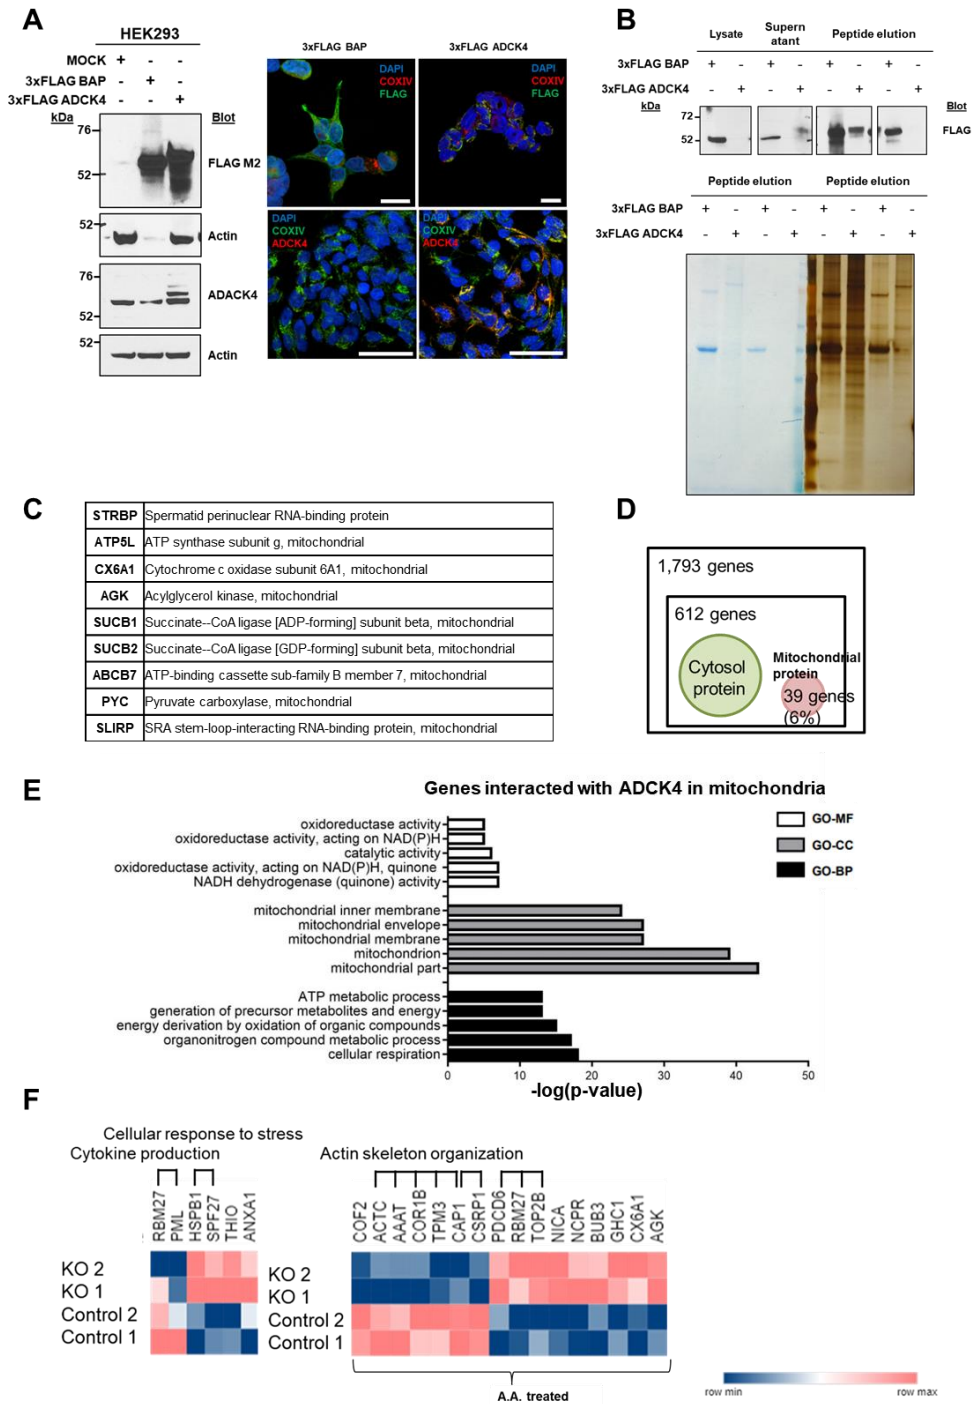 A
HEK293
MOCK + - -
3xFLAG BAP - + -
3xFLAG ADCK4 - - +
kDa
Blot
76
FLAG M2
52
52
Actin
76
ADACK4
52
52
Actin
3xFLAG BAP
3xFLAG ADCK4
DAPI
COXIV
FLAG
DAPI
COXIV
FLAG
DAPI
COXIV
ADCK4
DAPI
COXIV
ADCK4
B
Lysate
Supern
atant
Peptide elution
3xFLAG BAP + - + - + - + -
3xFLAG ADCK4 - + - + - + - +
kDa
Blot
72
52
FLAG
Peptide elution
Peptide elution
3xFLAG BAP + - + - + - + -
3xFLAG ADCK4 - + - + - + - +
C
STRBP Spermatid perinuclear RNA-binding protein
ATP5L ATP synthase subunit g, mitochondrial
CX6A1 Cytochrome c oxidase subunit 6A1, mitochondrial
AGK Acylglycerol kinase, mitochondrial
SUCB1 Succinate--CoA ligase [ADP-forming] subunit beta, mitochondrial
SUCB2 Succinate--CoA ligase [GDP-forming] subunit beta, mitochondrial
ABCB7 ATP-binding cassette sub-family B member 7, mitochondrial
PYC Pyruvate carboxylase, mitochondrial
SLIRP SRA stem-loop-interacting RNA-binding protein, mitochondrial
D
1,793 genes
612 genes
Cytosol
protein
Mitochondrial
protein
39 genes
(6%)
E
Genes interacted with ADCK4 in mitochondria
oxidoreductase activity
oxidoreductase activity, acting on NAD(P)H
catalytic activity
oxidoreductase activity, acting on NAD(P)H, quinone
NADH dehydrogenase (quinone) activity
mitochondrial inner membrane
mitochondrial envelope
mitochondrial membrane
mitochondrion
mitochondrial part
ATP metabolic process
generation of precursor metabolites and energy
energy derivation by oxidation of organic compounds
organonitrogen compound metabolic process
cellular respiration
GO-MF
GO-CC
GO-BP
0 10 20 30 40 50
-log(p-value)
F
Cellular response to stress
Cytokine production
Actin skeleton organization
RBM27
PML
HSPB1
SPF27
THIO
ANXA1
COF2
ACTC
AAAT
COR1B
TPM3
CAP1
CSRP1
PDCD6
RBM27
TOP2B
NICA
NCPR
BUB3
GHC1
CX6A1
AGK
KO 2
KO 1
Control 2
Control 1
KO 2
KO 1
Control 2
Control 1
A.A. treated
row min
row max